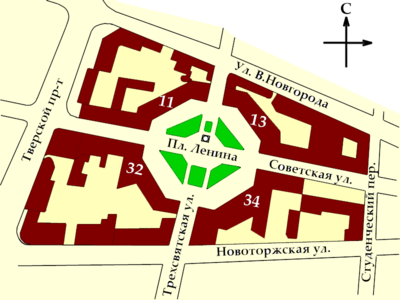 С
Ул. В.Новгорода
11
13
Тверской пр-т
Пл. Ленина
32
Советская ул.
34
Студенческий пер.
Трехсвятская ул.
Новоторжская ул.